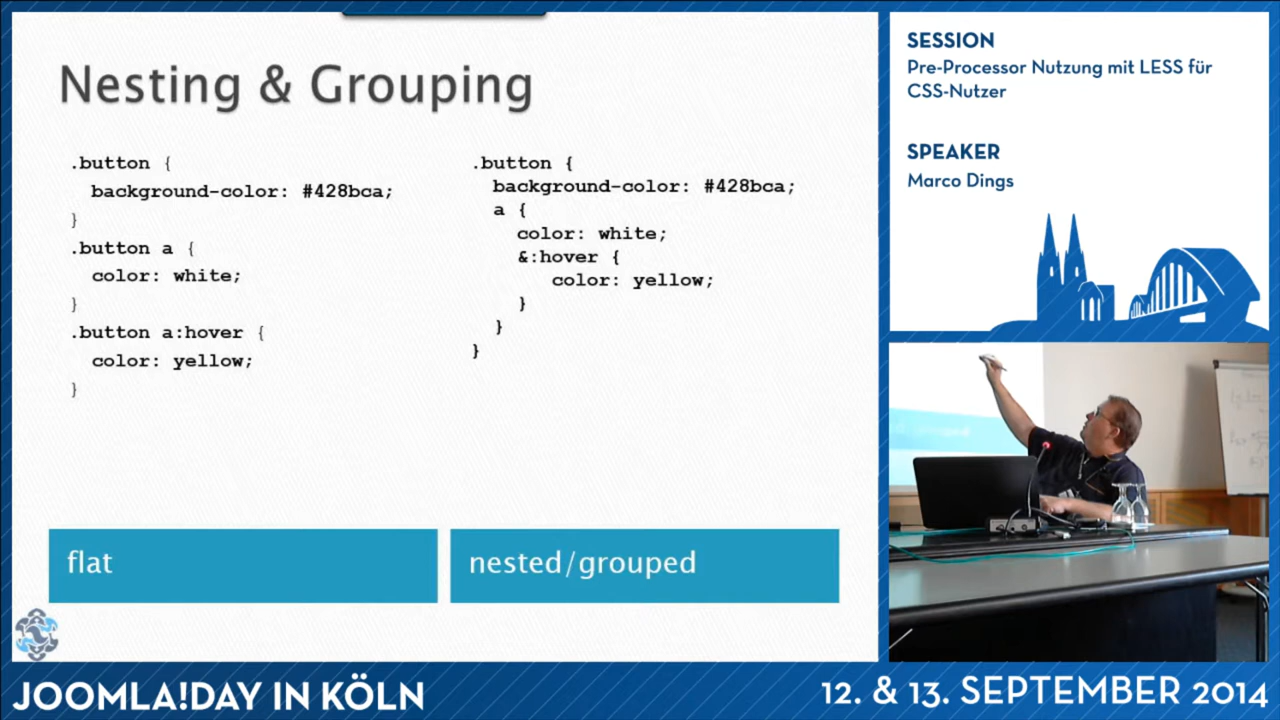 Nesting & Grouping
.button {
background-color: #428bca;
}
.button a {
color: white;
}
.button a:hover {
color: yellow;
}
.button {
background-color: #428bca;
a {
color: white;
&:hover {
color: yellow;
}
}
}
flat
nested/grouped
SESSION
Pre-Processor Nutzung mit LESS für
CSS-Nutzer
SPEAKER
Marco Dings
JOOMLA!DAY IN KÖLN
12. & 13. SEPTEMBER 2014